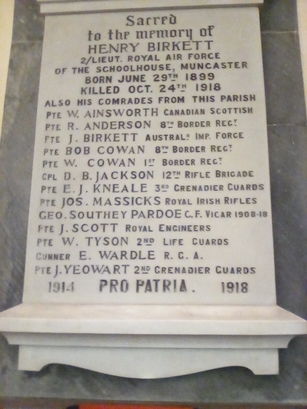 Sacred
to the memory of
HENRY BIRKETT
2/LIEUT. ROYAL AIR FORCE
OF THE SCHOOLHOUSE, MUNCASTER
BORN JUNE 29TH 1899
KILLED OCT. 24TH 1918
ALSO HIS COMRADES FROM THIS PARISH
PTE W. AINSWORTH CANADIAN SCOTTISH
PTE R. ANDERSON 8TH BORDER REGT
PTE J. BIRKETT AUSTRALN IMP. FORCE
PTE BOB COWAN 8TH BORDER REGT
PTE W. COWAN 1ST BORDER REGT
CPL D. B. JACKSON 12TH RIFLE BRIGADE
PTE E. J. KNEALE 3RD GRENADIER GUARDS
PTE JOS. MASSICKS ROYAL IRISH RIFLES
GEO. SOUTHEY PARDOE C.F. VICAR 1908-18
PTE J. SCOTT ROYAL ENGINEERS
PTE W. TYSON 2ND LIFE GUARDS
GUNNER E. WARDLE R.G.A.
PTE J. YEOWART 2ND GRENADIER GUARDS
1914 PRO PATRIA. 1918